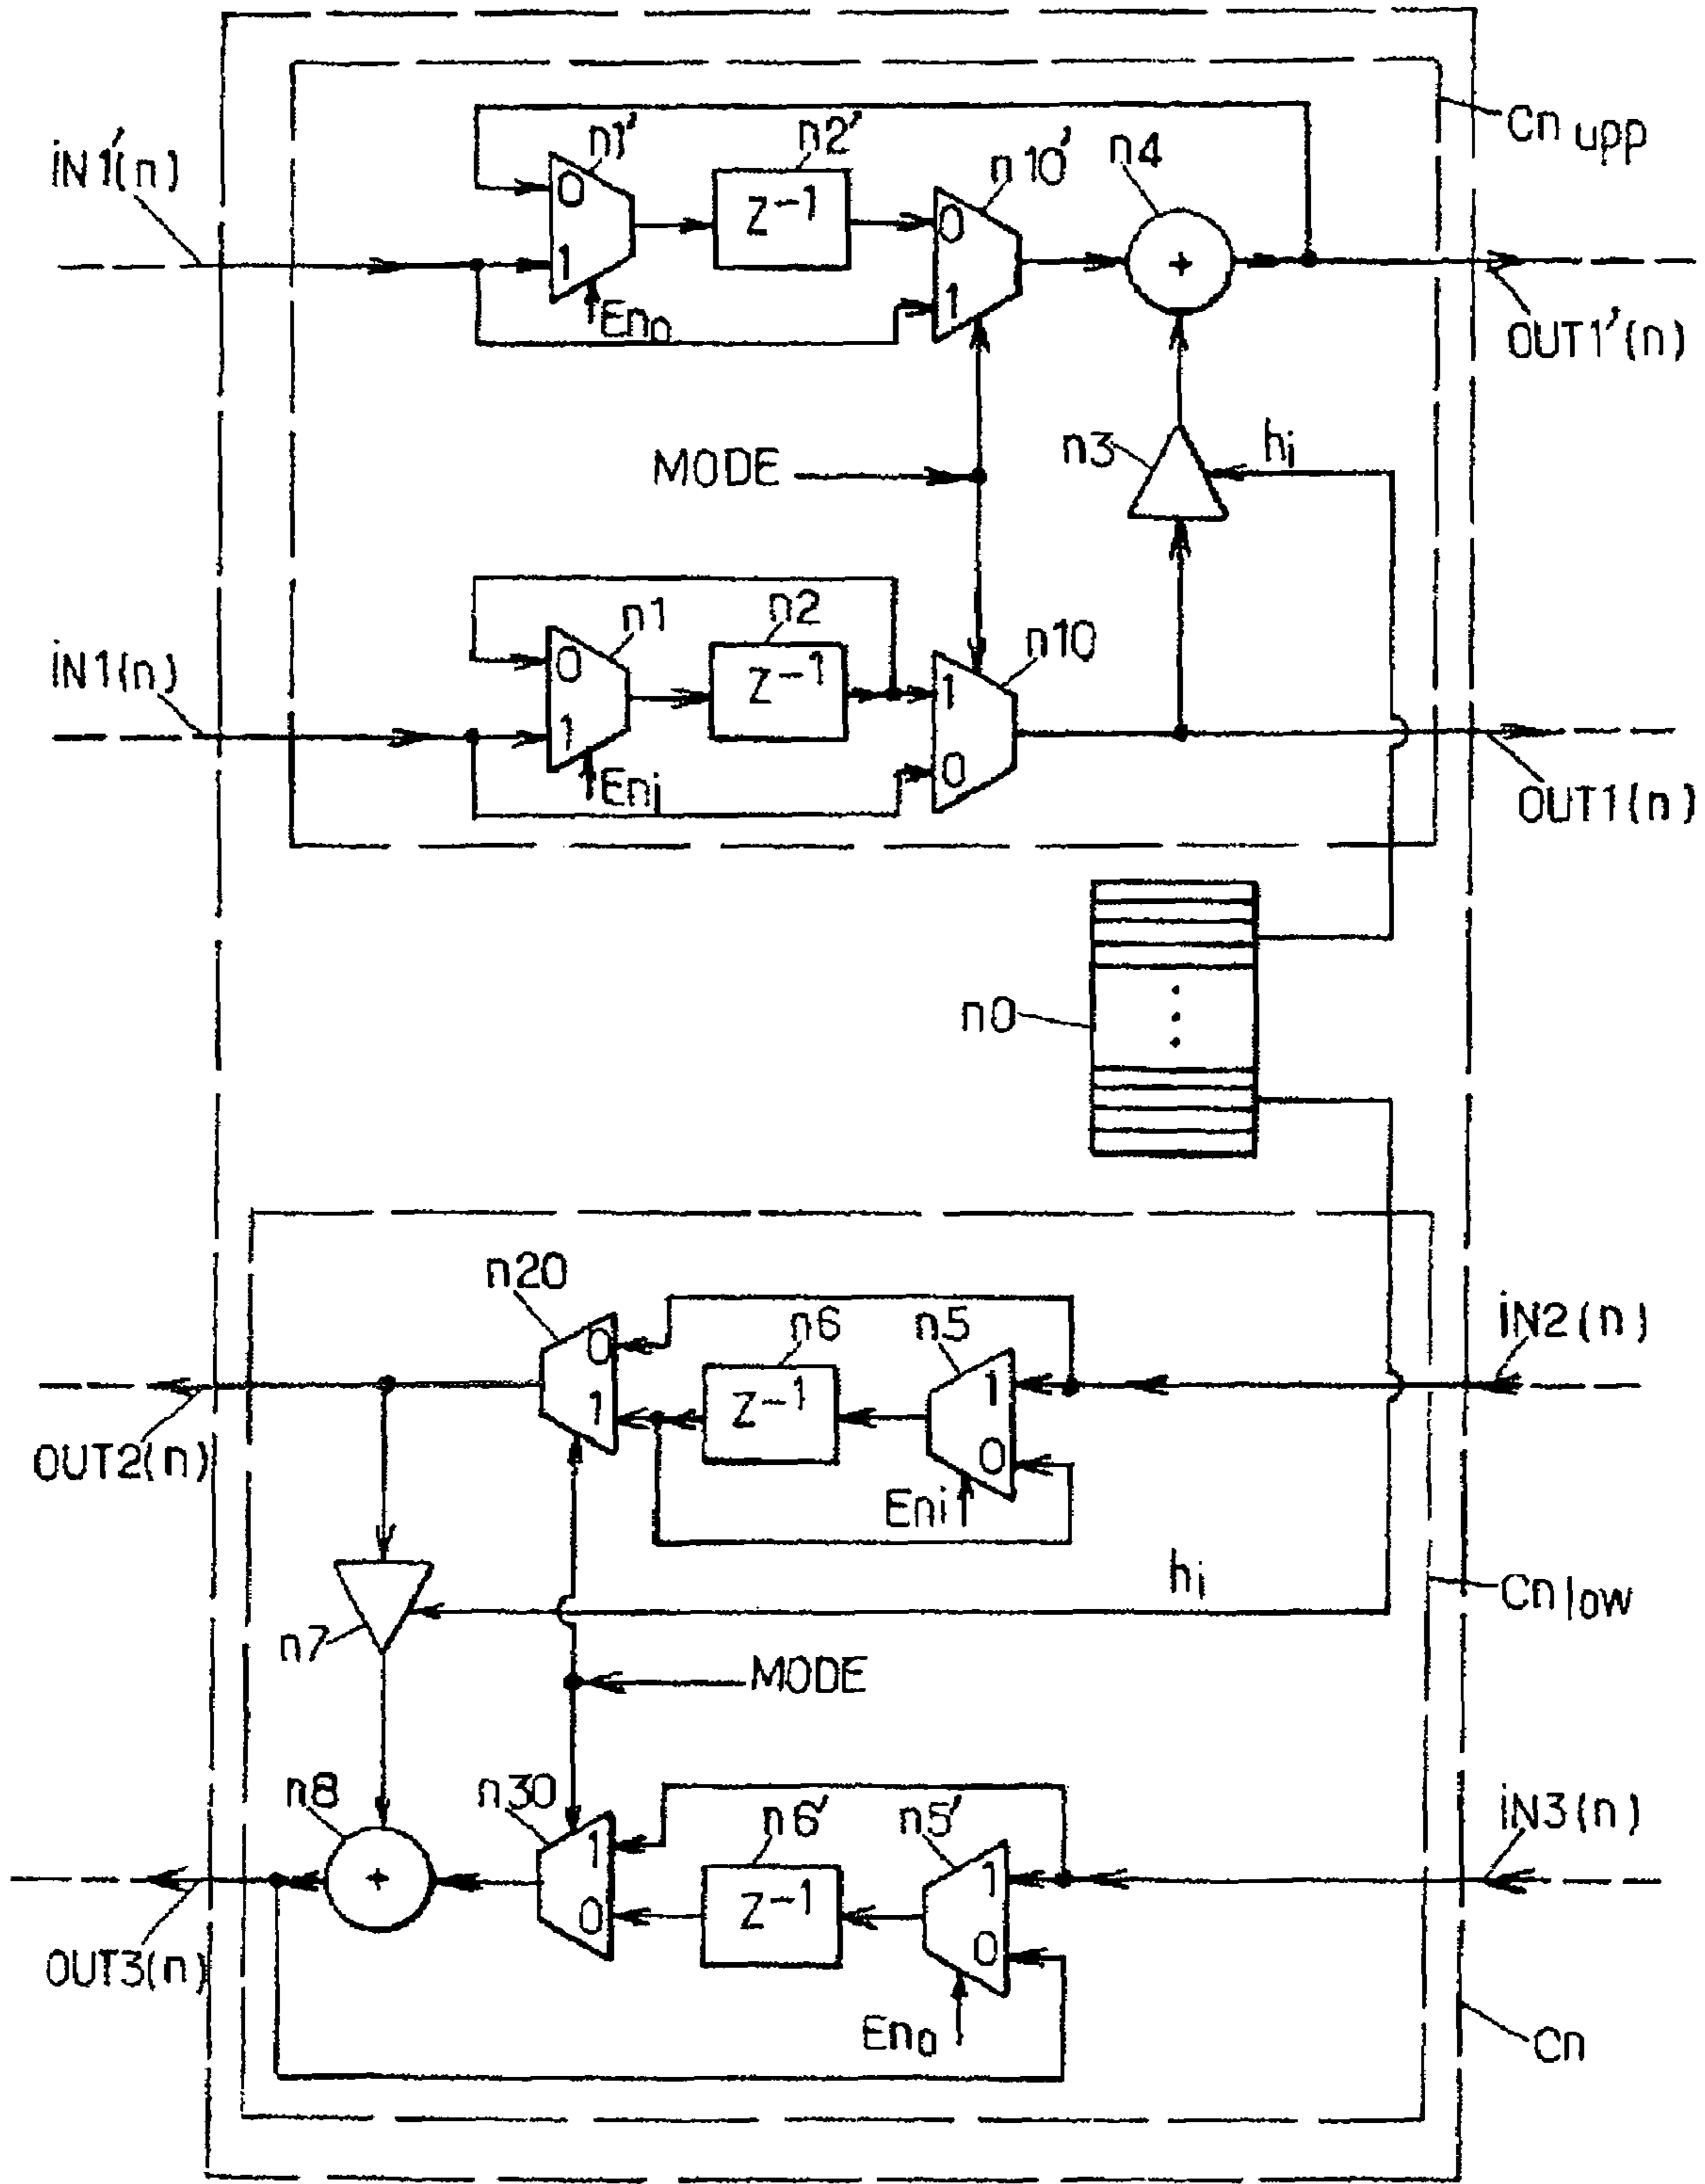 Cn upp
n1' n2' n10' n4
iN1'(n)
0 Z⁻¹ 0 +
1 1
Eno
OUT1'(n)
MODE n3 hi
n1 n2 n10
iN1(n)
0 Z⁻¹ 1
1 0
Eni
OUT1(n)
n0
n20 n6 n5
iN2(n)
0 Z⁻¹ 1
1 0
OUT2(n)
Eni
hi
Cn low
n7
MODE
n8 n30 n6' n5'
iN3(n)
+ 1 Z⁻¹ 1
0 0
OUT3(n)
Eno
Cn